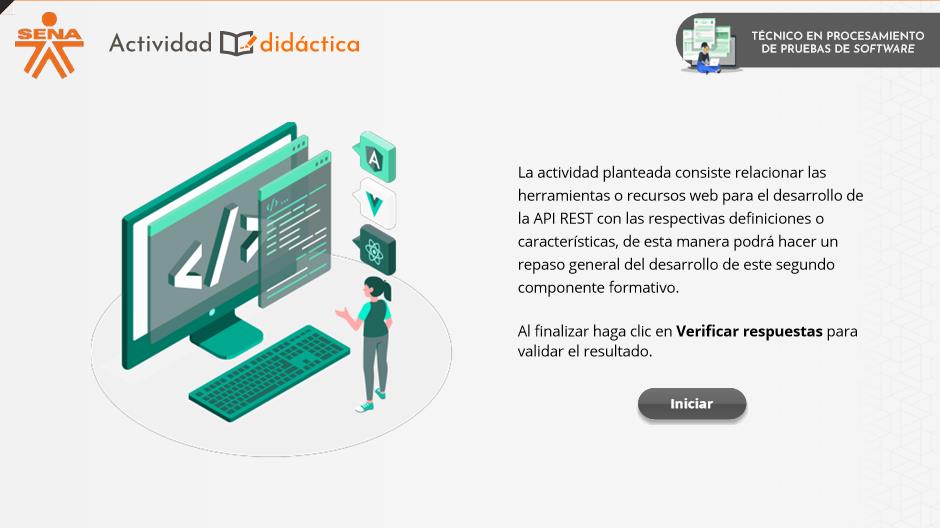 SENA
Actividad didáctica
TÉCNICO EN PROCESAMIENTO
DE PRUEBAS DE SOFTWARE
La actividad planteada consiste relacionar las
herramientas o recursos web para el desarrollo de
la API REST con las respectivas definiciones o
características, de esta manera podrá hacer un
repaso general del desarrollo de este segundo
componente formativo.
Al finalizar haga clic en Verificar respuestas para
validar el resultado.
Iniciar